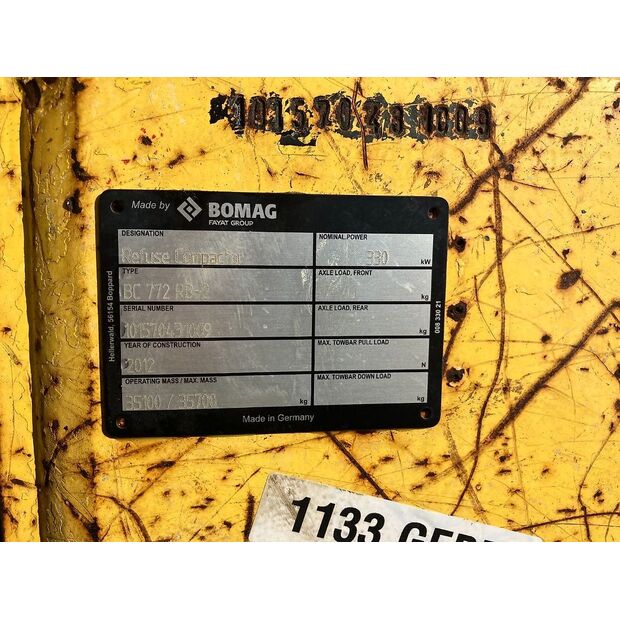 101570 1009
Made by BOMAG
FAYAT GROUP
DESIGNATION
Refuse Compactor
NOMINAL POWER
330 kW
TYPE
BC 772 RB-2
AXLE LOAD, FRONT
kg
SERIAL NUMBER
101570431009
AXLE LOAD, REAR
kg
YEAR OF CONSTRUCTION
2012
MAX. TOWBAR PULL LOAD
N
OPERATING MASS / MAX. MASS
35100 / 35700 kg
MAX. TOWBAR DOWN LOAD
kg
Made in Germany
Hellerwald, 56154 Boppard
008 330 21
1133